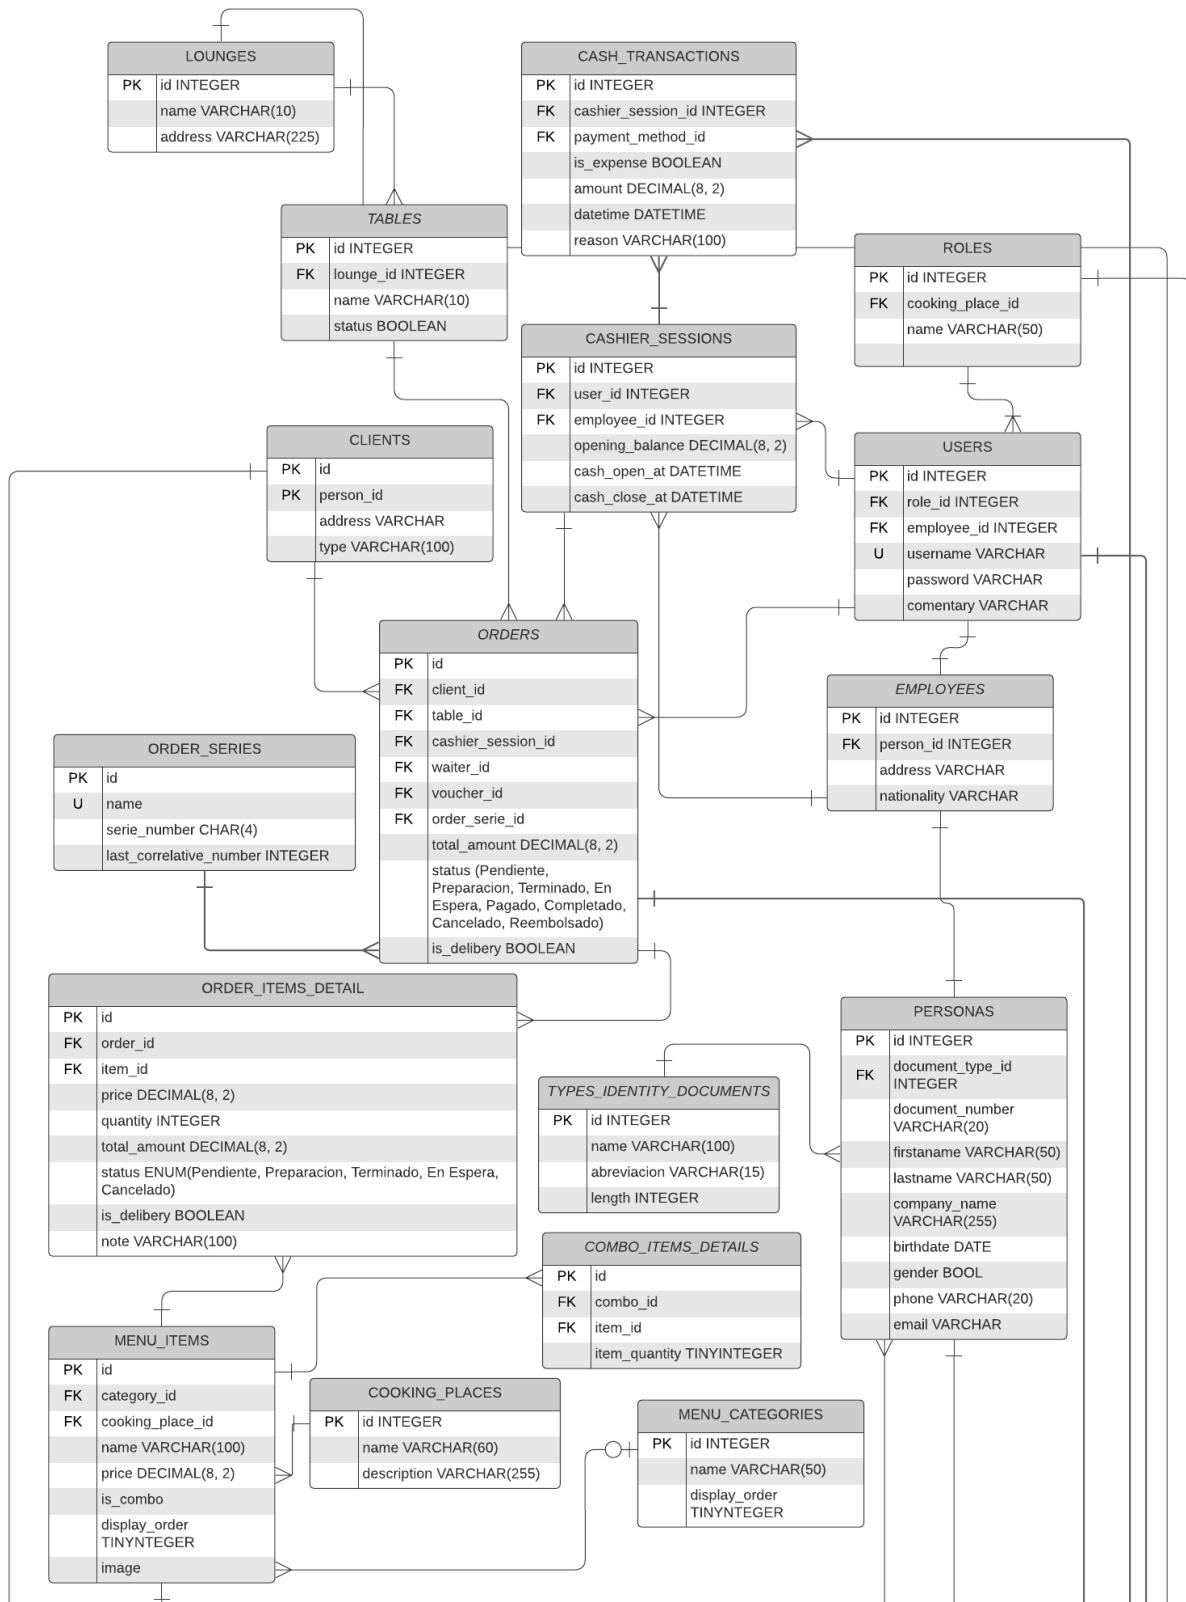 LOUNGES
PK id INTEGER
name VARCHAR(10)
address VARCHAR(225)
CASH_TRANSACTIONS
PK id INTEGER
FK cashier_session_id INTEGER
FK payment_method_id
is_expense BOOLEAN
amount DECIMAL(8, 2)
datetime DATETIME
reason VARCHAR(100)
TABLES
PK id INTEGER
FK lounge_id INTEGER
name VARCHAR(10)
status BOOLEAN
ROLES
PK id INTEGER
FK cooking_place_id
name VARCHAR(50)
CASHIER_SESSIONS
PK id INTEGER
FK user_id INTEGER
FK employee_id INTEGER
opening_balance DECIMAL(8, 2)
cash_open_at DATETIME
cash_close_at DATETIME
CLIENTS
PK id
PK person_id
address VARCHAR
type VARCHAR(100)
USERS
PK id INTEGER
FK role_id INTEGER
FK employee_id INTEGER
U username VARCHAR
password VARCHAR
comentary VARCHAR
ORDERS
PK id
FK client_id
FK table_id
FK cashier_session_id
FK waiter_id
FK voucher_id
FK order_serie_id
total_amount DECIMAL(8, 2)
status (Pendiente,
Preparacion, Terminado, En
Espera, Pagado, Completado,
Cancelado, Reembolsado)
is_delibery BOOLEAN
EMPLOYEES
PK id INTEGER
FK person_id INTEGER
address VARCHAR
nationality VARCHAR
ORDER_SERIES
PK id
U name
serie_number CHAR(4)
last_correlative_number INTEGER
ORDER_ITEMS_DETAIL
PK id
FK order_id
FK item_id
price DECIMAL(8, 2)
quantity INTEGER
total_amount DECIMAL(8, 2)
status ENUM(Pendiente, Preparacion, Terminado, En Espera,
Cancelado)
is_delibery BOOLEAN
note VARCHAR(100)
PERSONAS
PK id INTEGER
FK document_type_id
INTEGER
document_number
VARCHAR(20)
firstaname VARCHAR(50)
lastname VARCHAR(50)
company_name
VARCHAR(255)
birthdate DATE
gender BOOL
phone VARCHAR(20)
email VARCHAR
TYPES_IDENTITY_DOCUMENTS
PK id INTEGER
name VARCHAR(100)
abreviacion VARCHAR(15)
length INTEGER
COMBO_ITEMS_DETAILS
PK id
FK combo_id
FK item_id
item_quantity TINYINTEGER
MENU_ITEMS
PK id
FK category_id
FK cooking_place_id
name VARCHAR(100)
price DECIMAL(8, 2)
is_combo
display_order
TINYNTEGER
image
COOKING_PLACES
PK id INTEGER
name VARCHAR(60)
description VARCHAR(255)
MENU_CATEGORIES
PK id INTEGER
name VARCHAR(50)
display_order
TINYNTEGER